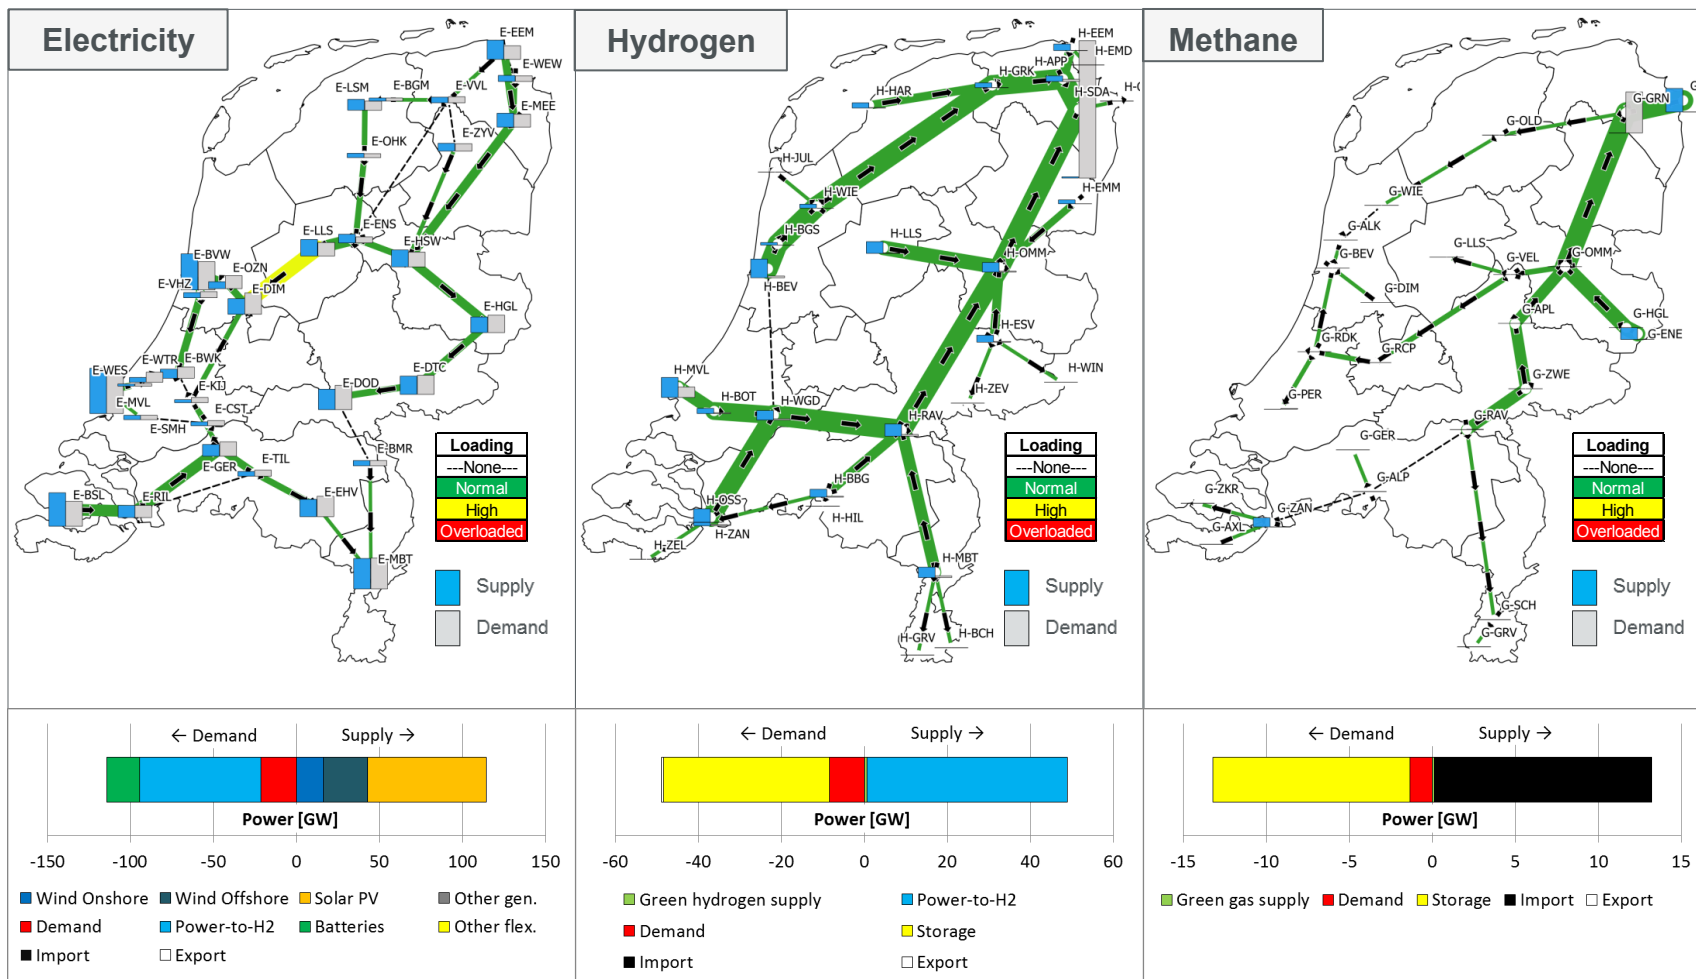 Electricity
E-EEM
E-WEW
E-BGM
E-VVL
E-LSM
E-MEE
E-ZYV
E-OHK
E-ENS
E-LLS
E-HSW
E-BVW
E-OZN
E-VHZ
E-DIM
E-HGL
E-WTR
E-BWK
E-WES
E-DTC
E-KIJ
E-DOD
E-MVL
E-CST
E-SMH
E-BMR
E-GER
E-TIL
E-BSL
E-RIL
E-EHV
E-MBT
Loading
---None---
Normal
High
Overloaded
Supply
Demand
← Demand
Supply →
Power [GW]
-150
-100
-50
0
50
100
150
Wind Onshore
Wind Offshore
Solar PV
Other gen.
Demand
Power-to-H2
Batteries
Other flex.
Import
Export
Hydrogen
H-EEM
H-EMD
H-APP
H-GRK
H-HAR
H-SDA
H-JUL
H-WIE
H-EMM
H-BGS
H-LLS
H-OMM
H-BEV
H-ESV
H-WIN
H-MVL
H-ZEV
H-BOT
H-WGD
H-RAV
H-BBG
H-OSS
H-HIL
H-ZAN
H-ZEL
H-MBT
H-GRV
H-BCH
Loading
---None---
Normal
High
Overloaded
Supply
Demand
← Demand
Supply →
Power [GW]
-60
-40
-20
0
20
40
60
Green hydrogen supply
Power-to-H2
Demand
Storage
Import
Export
Methane
G-GRN
G-OLD
G-WIE
G-ALK
G-LLS
G-VEL
G-OMM
G-BEV
G-DIM
G-APL
G-HGL
G-ENE
G-RDK
G-RCP
G-ZWE
G-PER
G-RAV
G-GER
G-ALP
G-ZKR
G-ZAN
G-AXL
G-SCH
G-GRV
Loading
---None---
Normal
High
Overloaded
Supply
Demand
← Demand
Supply →
Power [GW]
-15
-10
-5
0
5
10
15
Green gas supply
Demand
Storage
Import
Export